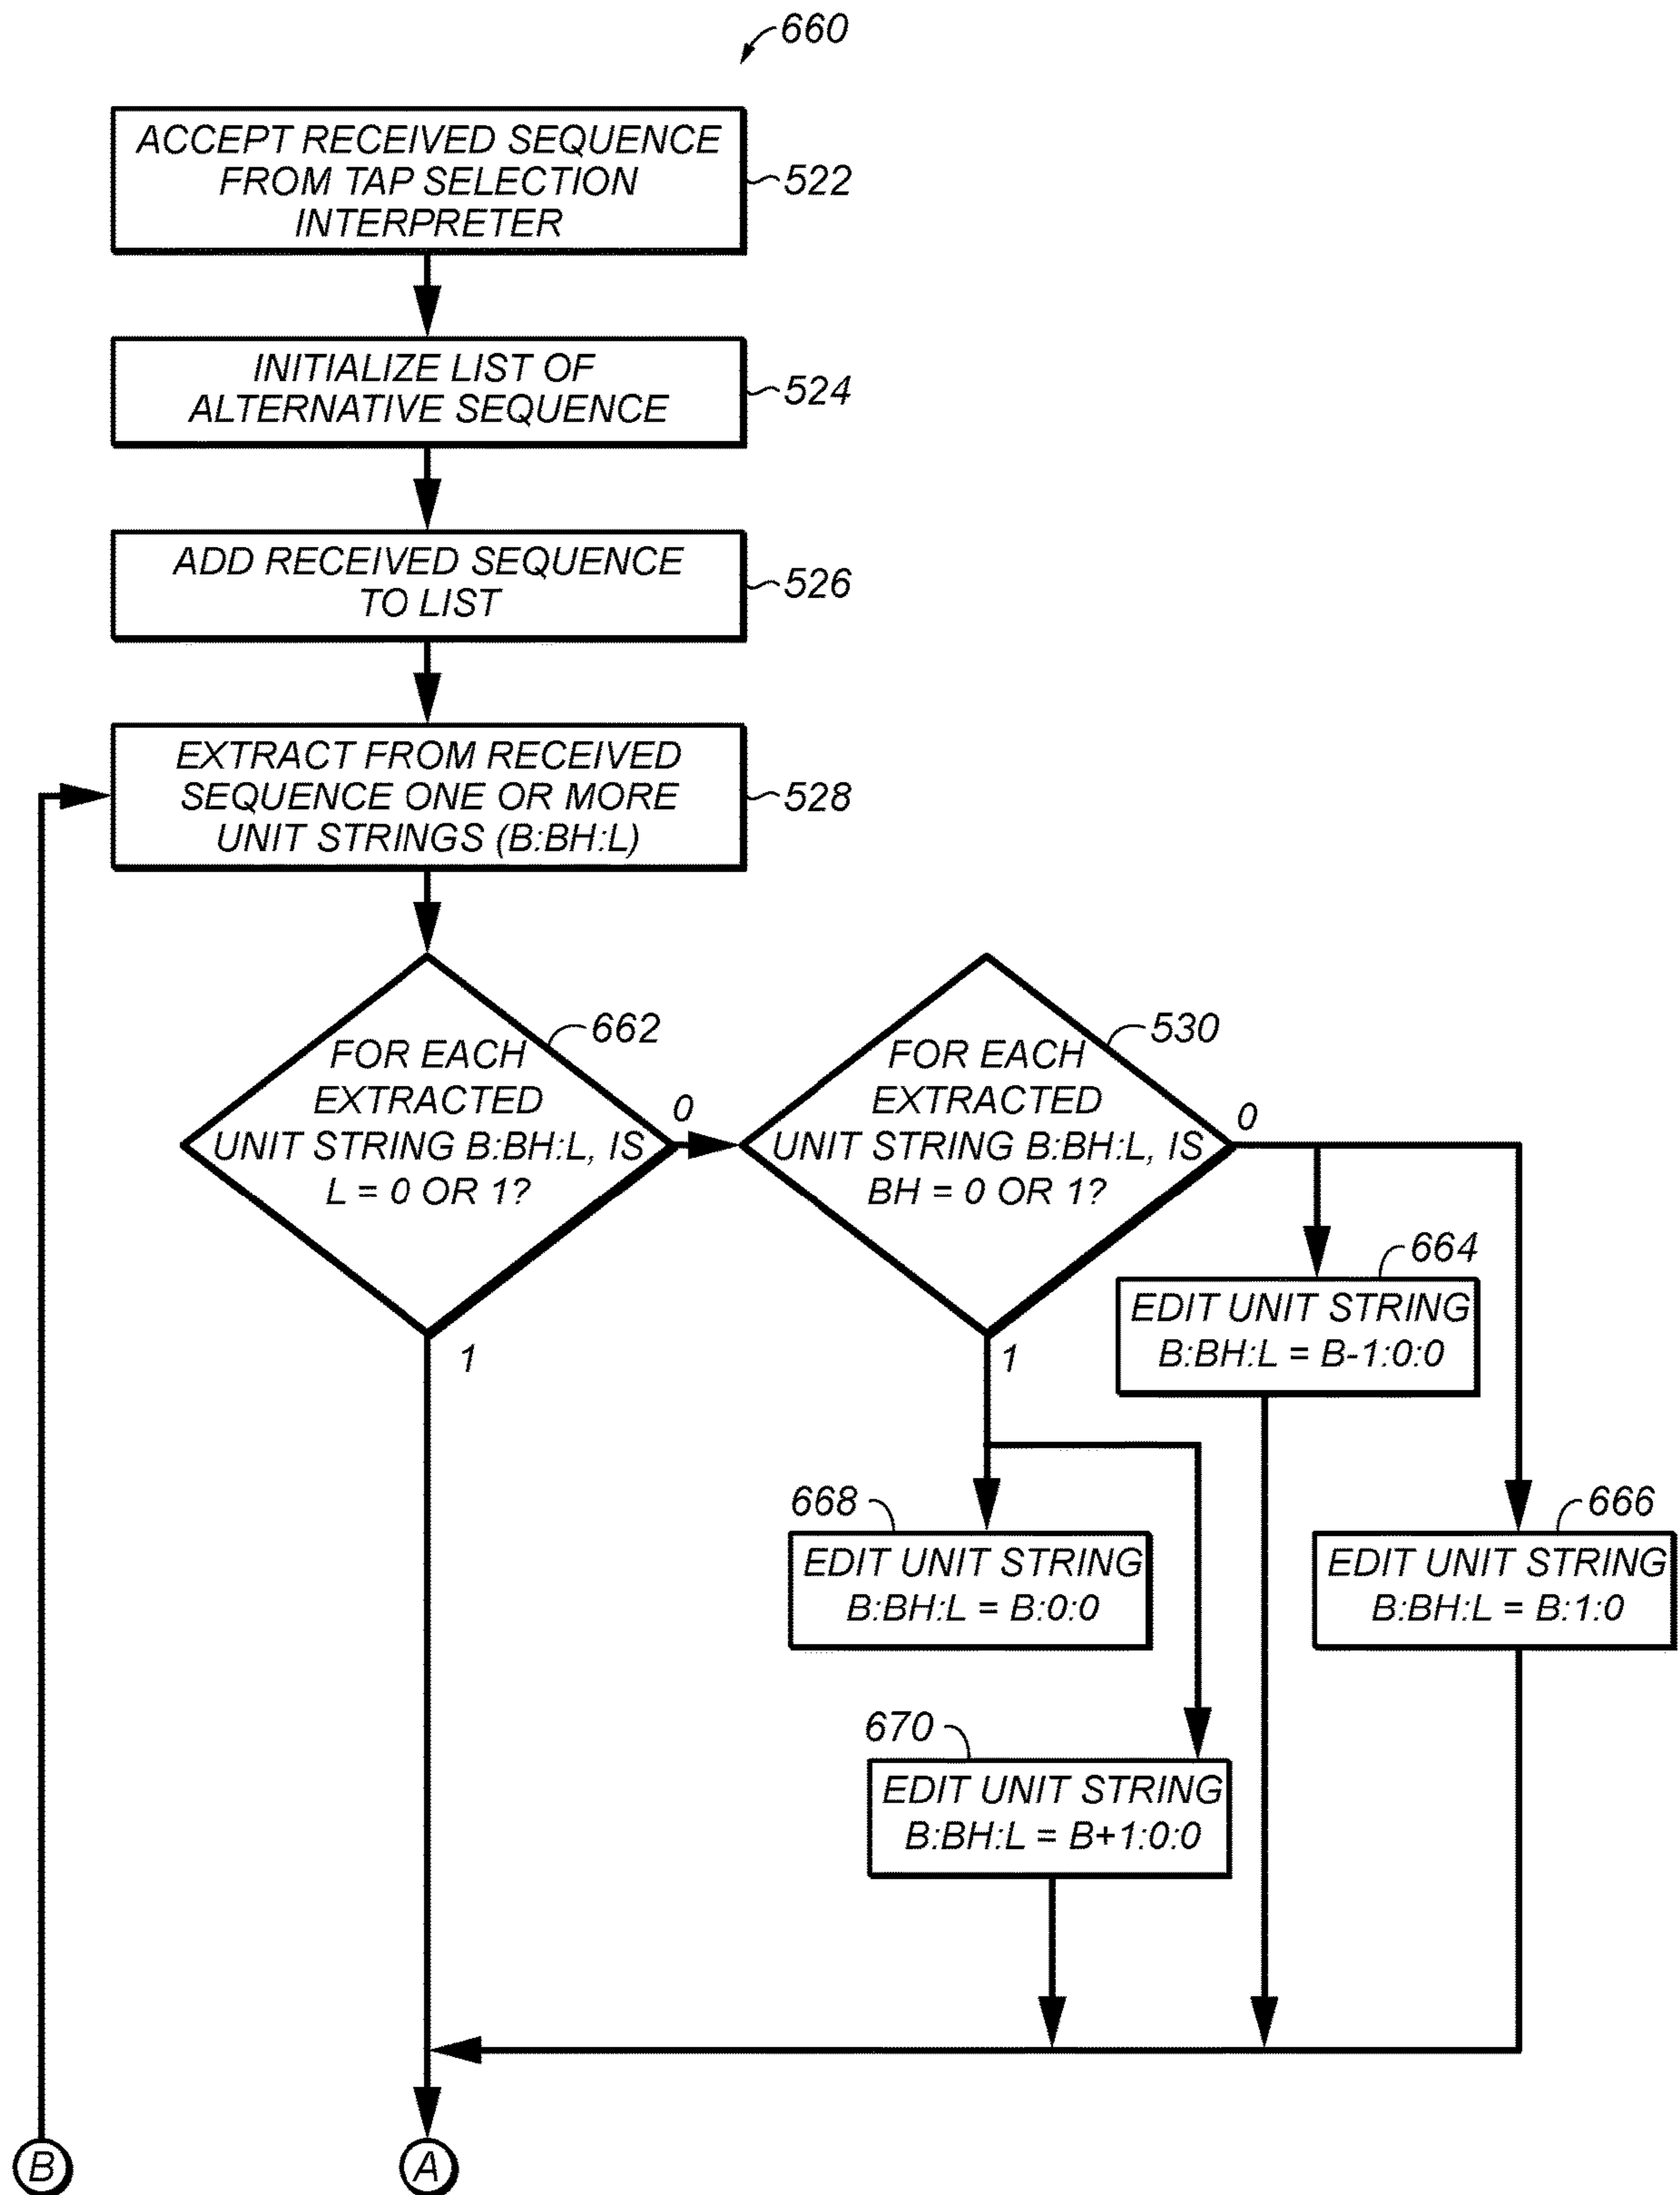 660
ACCEPT RECEIVED SEQUENCE
FROM TAP SELECTION
INTERPRETER
522
INITIALIZE LIST OF
ALTERNATIVE SEQUENCE
524
ADD RECEIVED SEQUENCE
TO LIST
526
EXTRACT FROM RECEIVED
SEQUENCE ONE OR MORE
UNIT STRINGS (B:BH:L)
528
662
FOR EACH
EXTRACTED
UNIT STRING B:BH:L, IS
L = 0 OR 1?
0
1
530
FOR EACH
EXTRACTED
UNIT STRING B:BH:L, IS
BH = 0 OR 1?
0
1
664
EDIT UNIT STRING
B:BH:L = B-1:0:0
668
EDIT UNIT STRING
B:BH:L = B:0:0
666
EDIT UNIT STRING
B:BH:L = B:1:0
670
EDIT UNIT STRING
B:BH:L = B+1:0:0
B
A